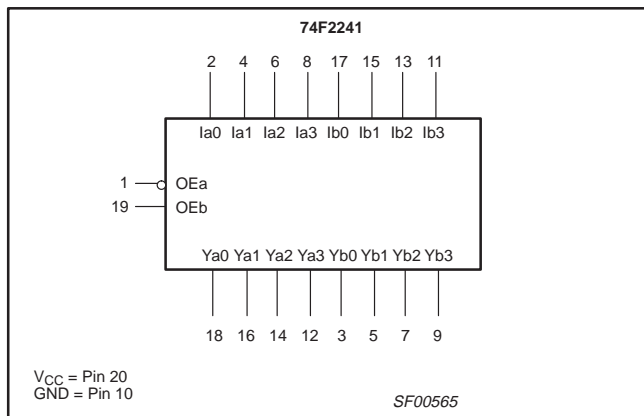 74F2241
2 4 6 8 17 15 13 11
Ia0 Ia1 Ia2 Ia3 Ib0 Ib1 Ib2 Ib3
1 OEa
19 OEb
Ya0 Ya1 Ya2 Ya3 Yb0 Yb1 Yb2 Yb3
18 16 14 12 3 5 7 9
VCC = Pin 20
GND = Pin 10
SF00565